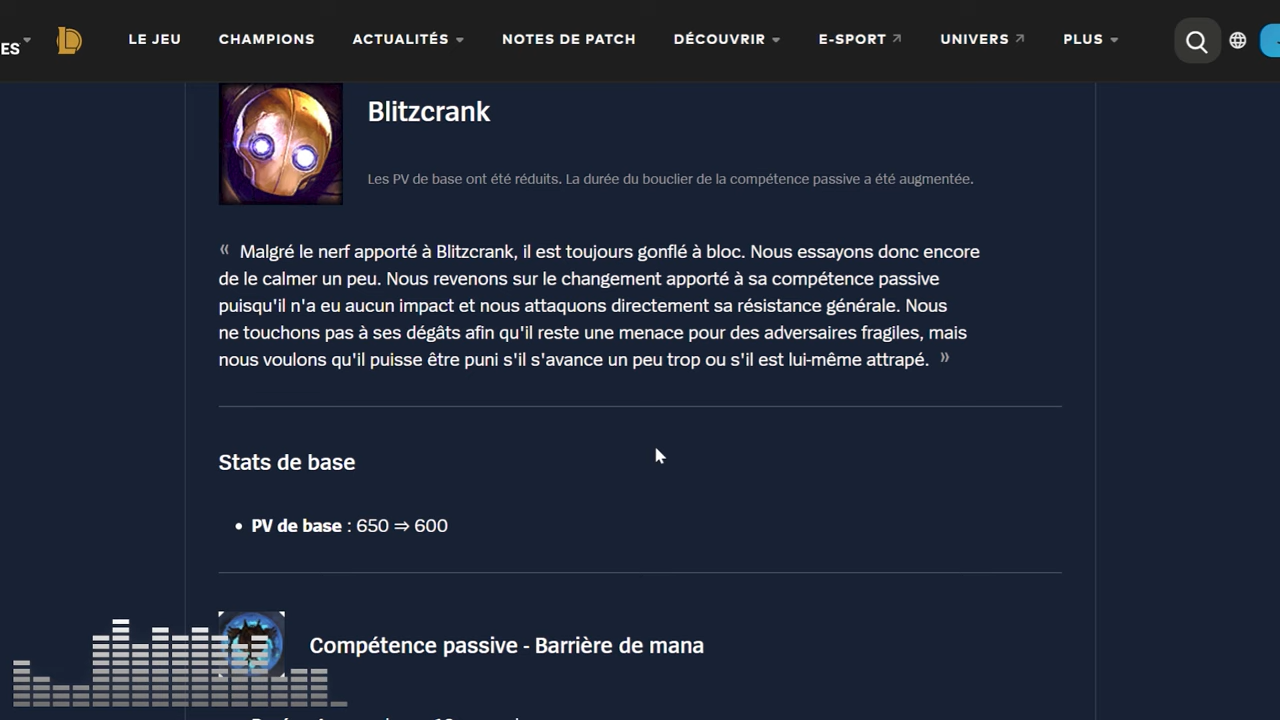 ES
LE JEU
CHAMPIONS
ACTUALITÉS
NOTES DE PATCH
DÉCOUVRIR
E-SPORT
UNIVERS
PLUS
Blitzcrank
Les PV de base ont été réduits. La durée du bouclier de la compétence passive a été augmentée.
« Malgré le nerf apporté à Blitzcrank, il est toujours gonflé à bloc. Nous essayons donc encore
de le calmer un peu. Nous revenons sur le changement apporté à sa compétence passive
puisqu'il n'a eu aucun impact et nous attaquons directement sa résistance générale. Nous
ne touchons pas à ses dégâts afin qu'il reste une menace pour des adversaires fragiles, mais
nous voulons qu'il puisse être puni s'il s'avance un peu trop ou s'il est lui-même attrapé. »
Stats de base
• PV de base : 650 ⇒ 600
Compétence passive - Barrière de mana